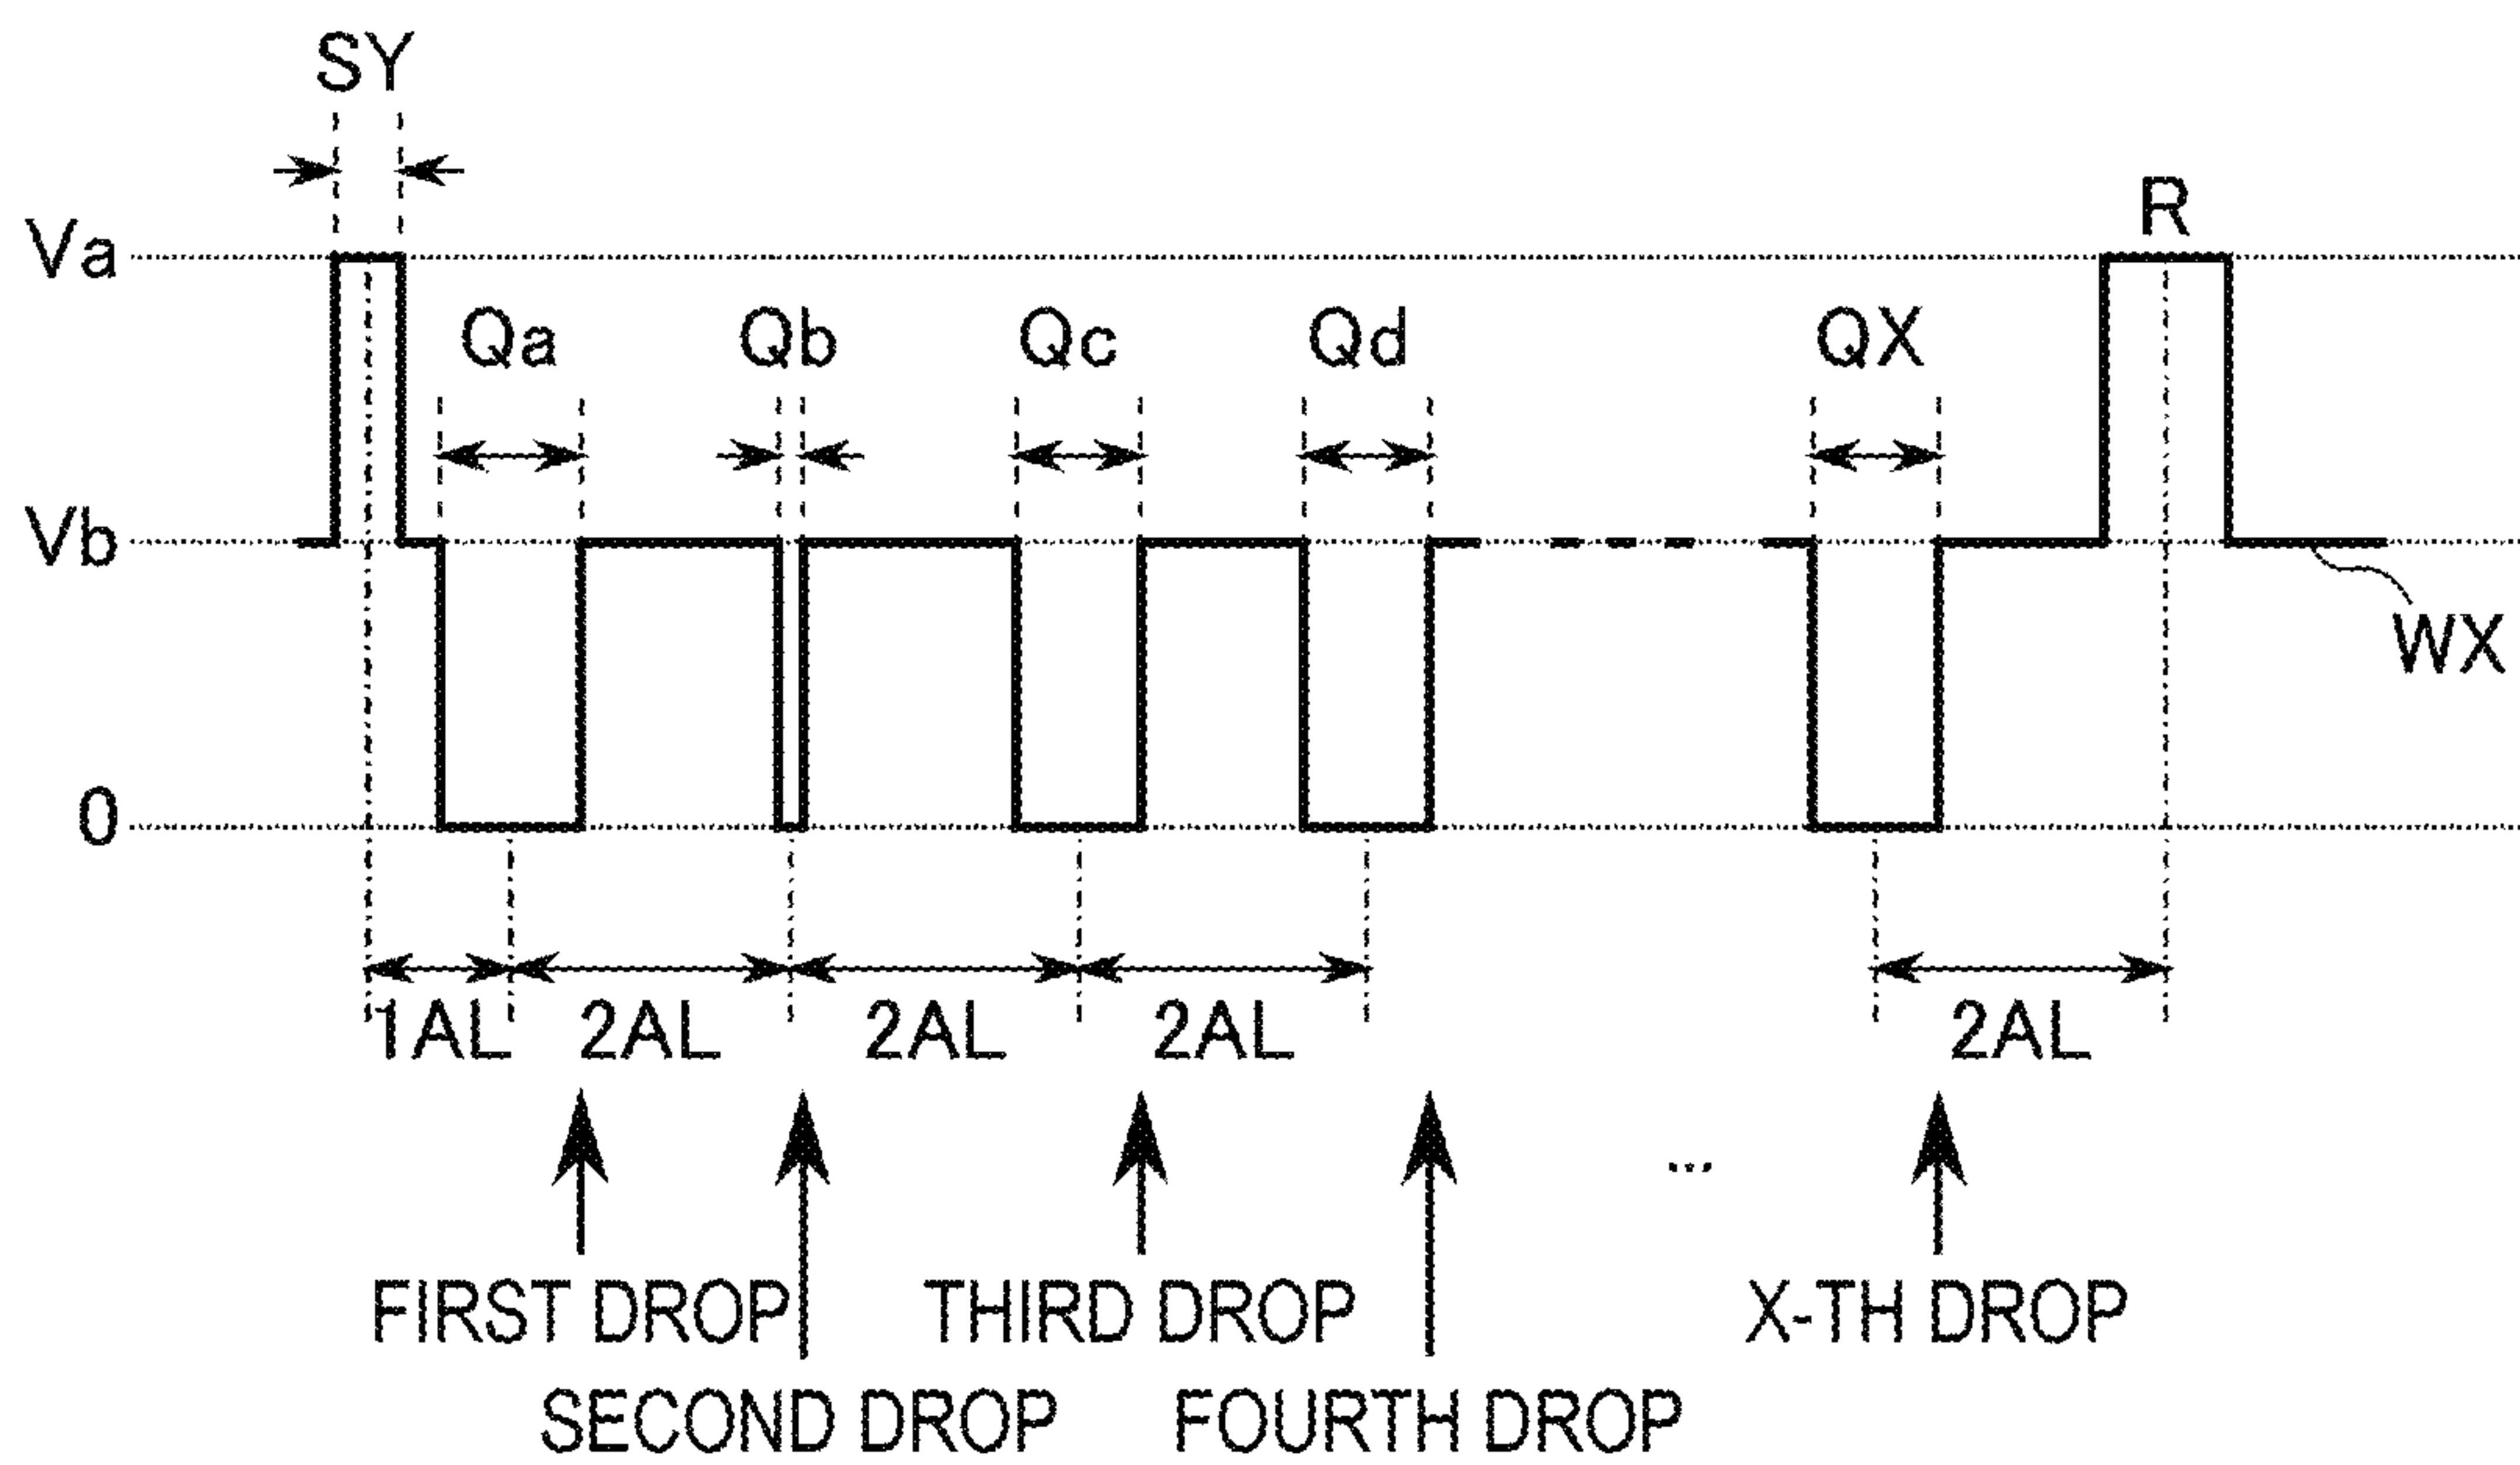 SY
Va
R
Qa Qb Qc Qd QX
Vb
WX
0
1AL 2AL 2AL 2AL 2AL
...
FIRST DROP THIRD DROP X-TH DROP
SECOND DROP FOURTH DROP